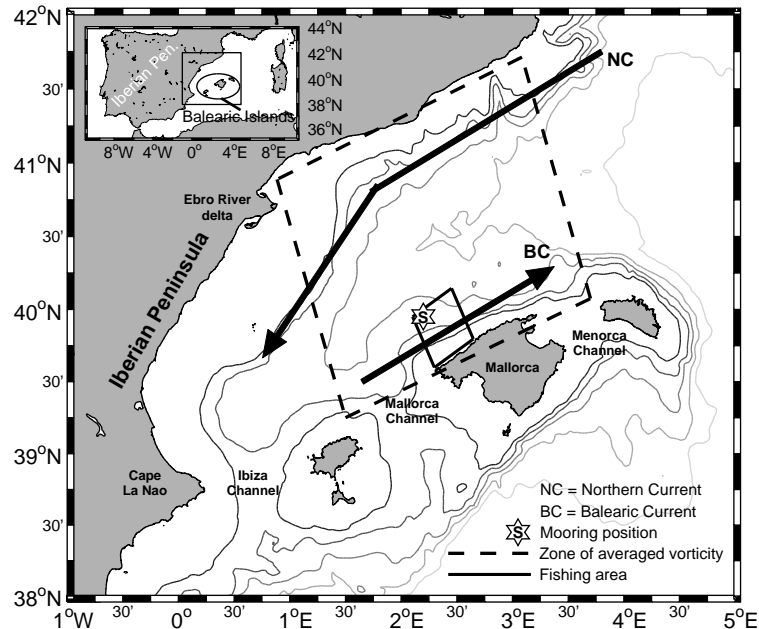 42°N
30'
41°N
30'
40°N
30'
39°N
30'
38°N
1°W
30'
0°
30'
1°E
30'
2°E
30'
3°E
30'
4°E
30'
5°E
44°N
42°N
40°N
38°N
36°N
8°W
4°W
0°
4°E
8°E
Iberian Pen.
Balearic Islands
NC
Ebro River
delta
Iberian Peninsula
BC
S
Menorca
Channel
Mallorca
Mallorca
Channel
Cape
La Nao
Ibiza
Channel
NC = Northern Current
BC = Balearic Current
S
Mooring position
Zone of averaged vorticity
Fishing area